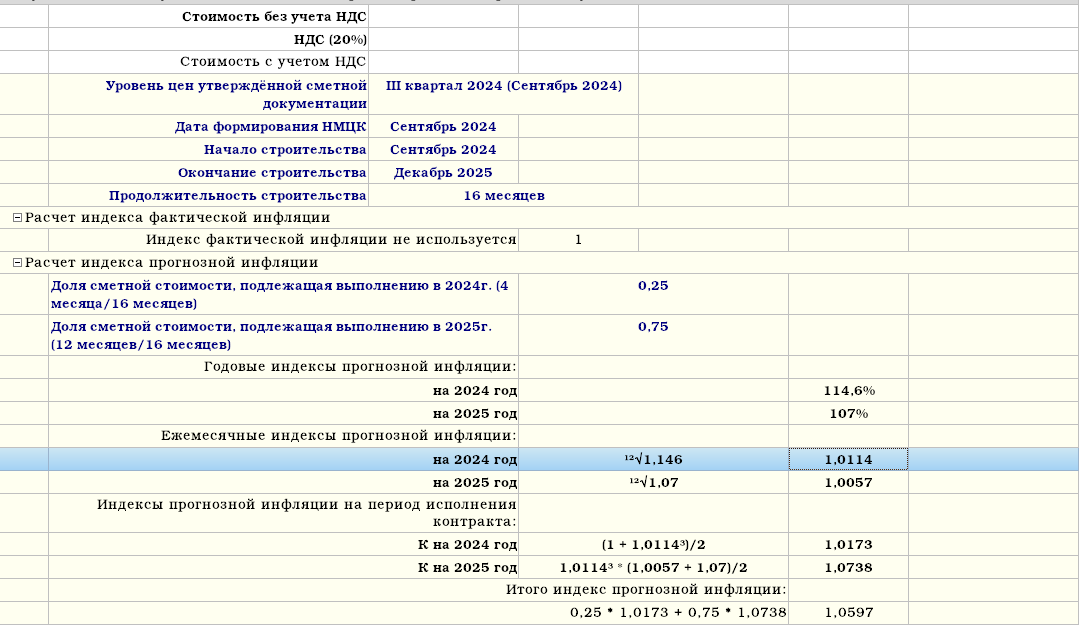 Стоимость без учета НДС
НДС (20%)
Стоимость с учетом НДС
Уровень цен утверждённой сметной документации III квартал 2024 (Сентябрь 2024)
Дата формирования НМЦК Сентябрь 2024
Начало строительства Сентябрь 2024
Окончание строительства Декабрь 2025
Продолжительность строительства 16 месяцев
Расчет индекса фактической инфляции
Индекс фактической инфляции не используется 1
Расчет индекса прогнозной инфляции
Доля сметной стоимости, подлежащая выполнению в 2024г. (4 месяца/16 месяцев) 0,25
Доля сметной стоимости, подлежащая выполнению в 2025г. (12 месяцев/16 месяцев) 0,75
Годовые индексы прогнозной инфляции:
на 2024 год 114,6%
на 2025 год 107%
Ежемесячные индексы прогнозной инфляции:
на 2024 год ¹²√1,146 1,0114
на 2025 год ¹²√1,07 1,0057
Индексы прогнозной инфляции на период исполнения контракта:
К на 2024 год (1 + 1,0114³)/2 1,0173
К на 2025 год 1,0114³ * (1,0057 + 1,07)/2 1,0738
Итого индекс прогнозной инфляции:
0,25 * 1,0173 + 0,75 * 1,0738 1,0597